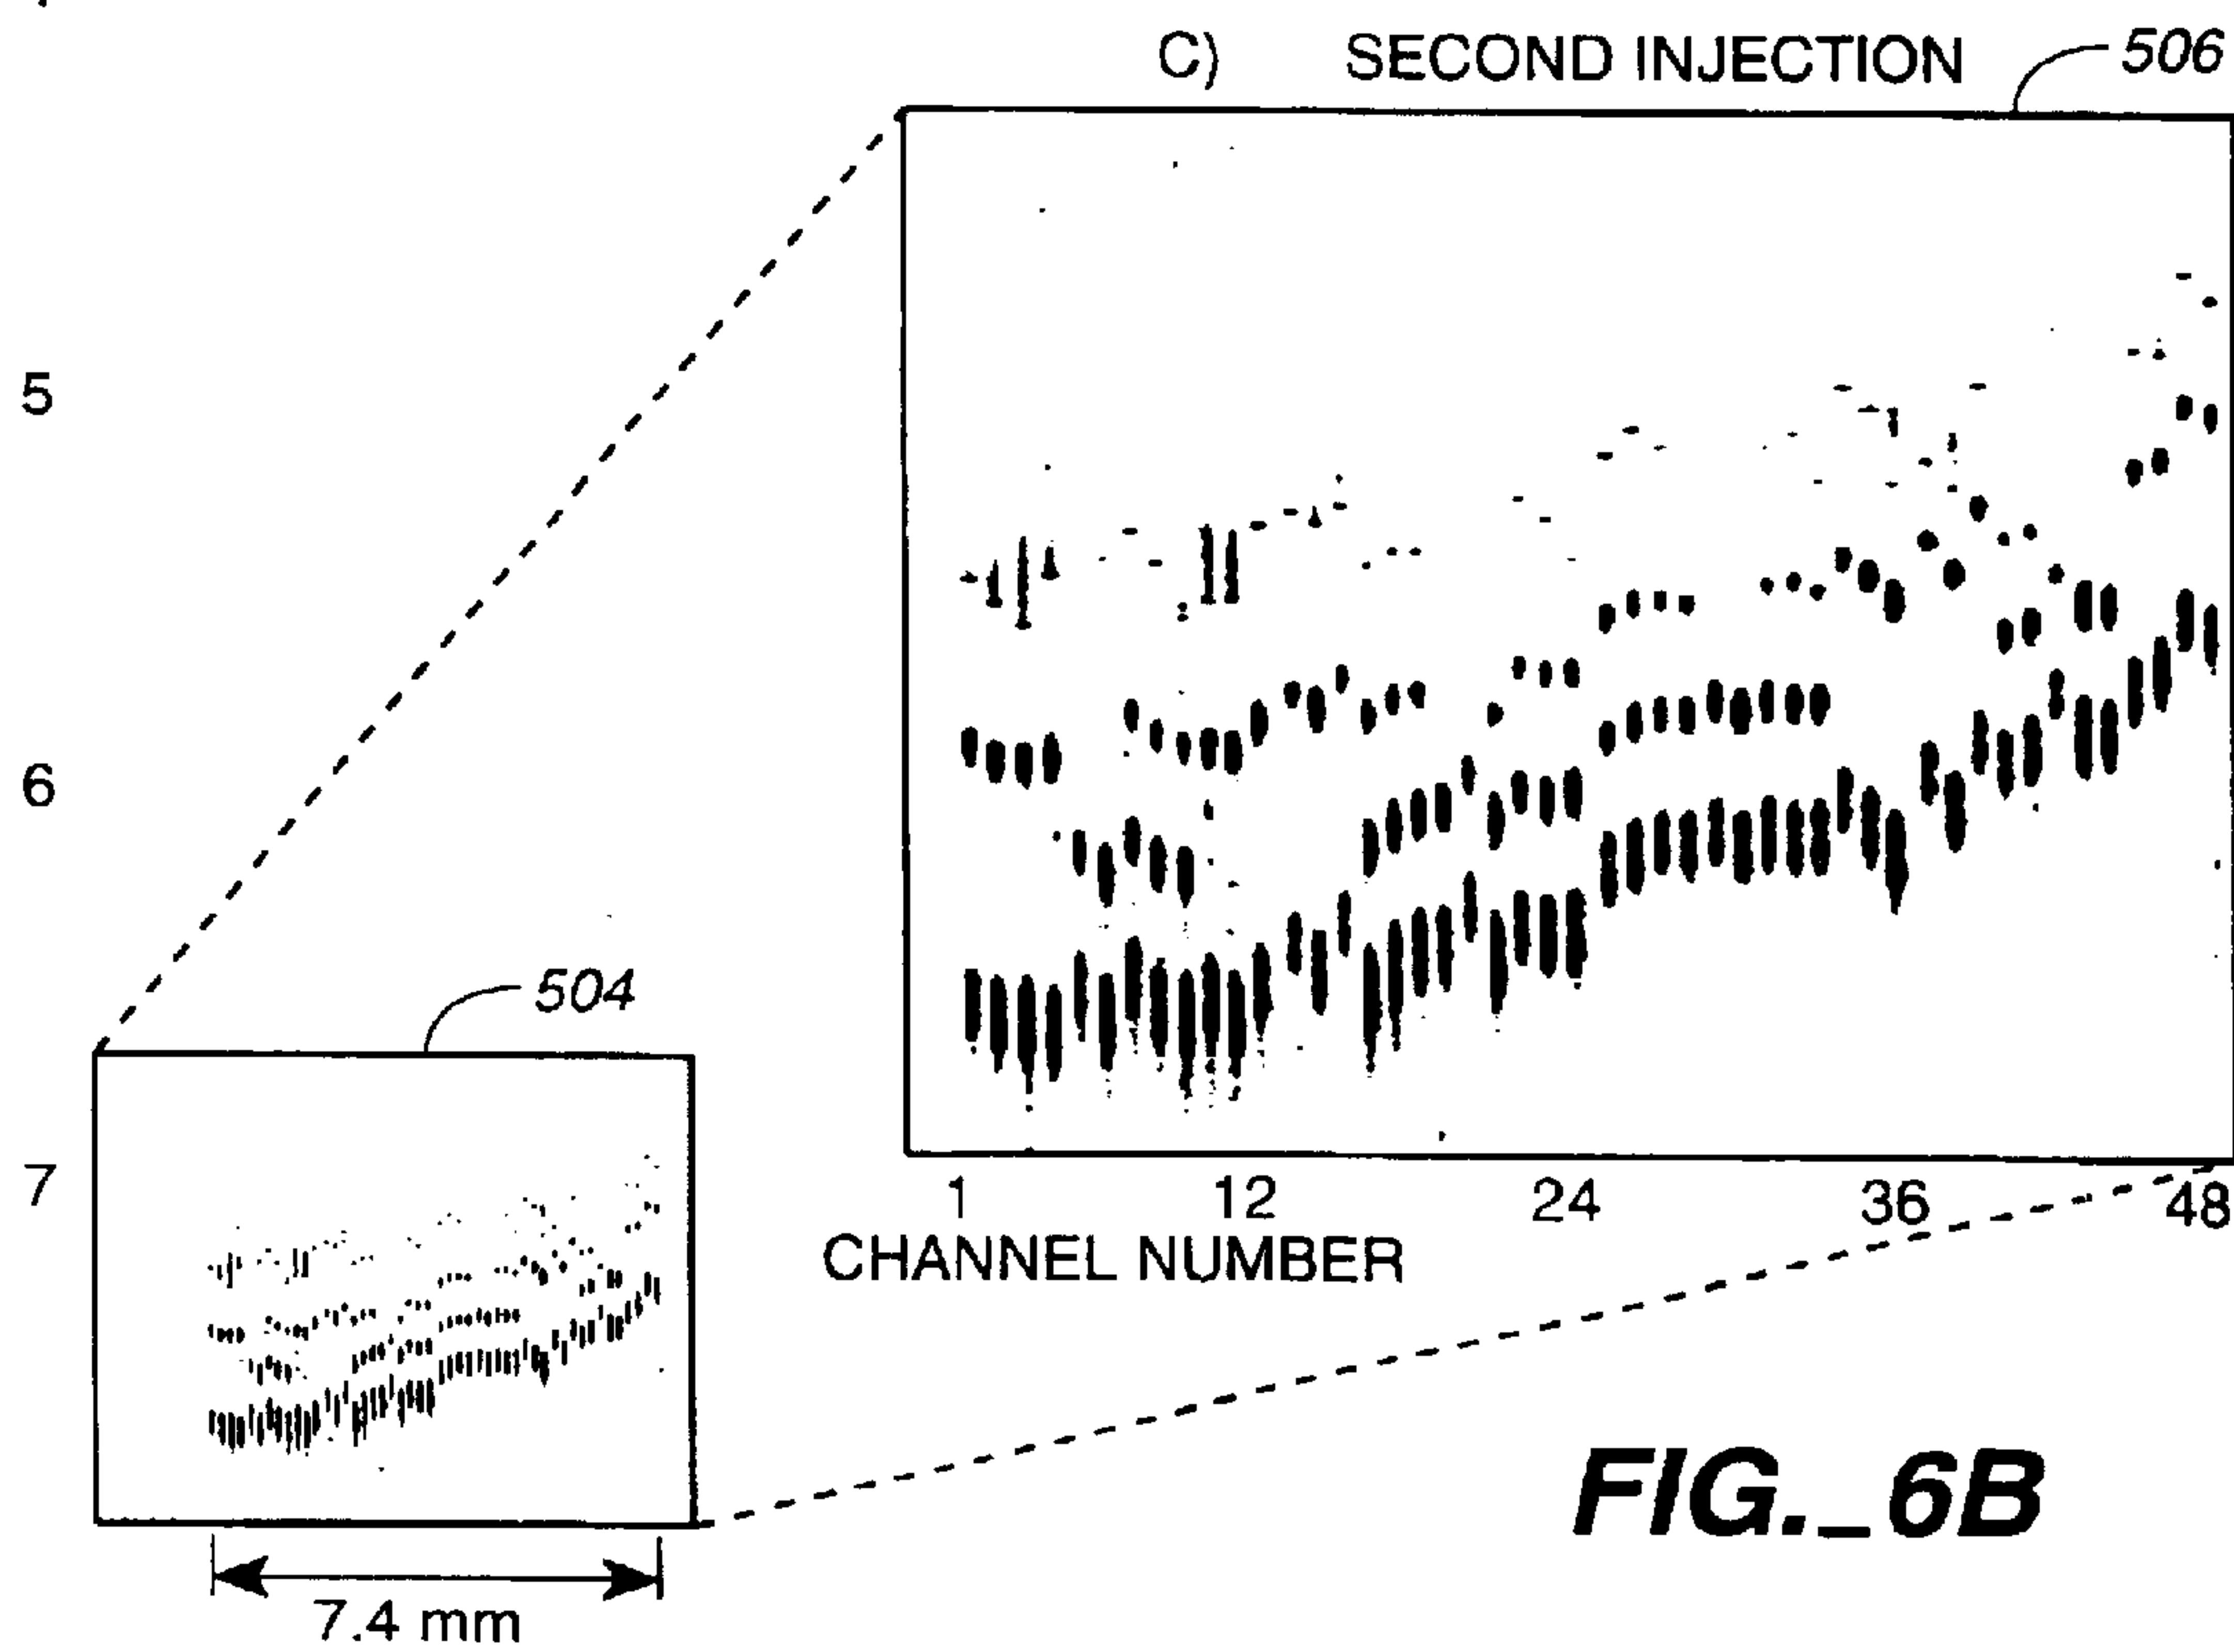 C) SECOND INJECTION 506
5
6
504
7
1 12 24 36 48
CHANNEL NUMBER
7.4 mm
FIG._6B